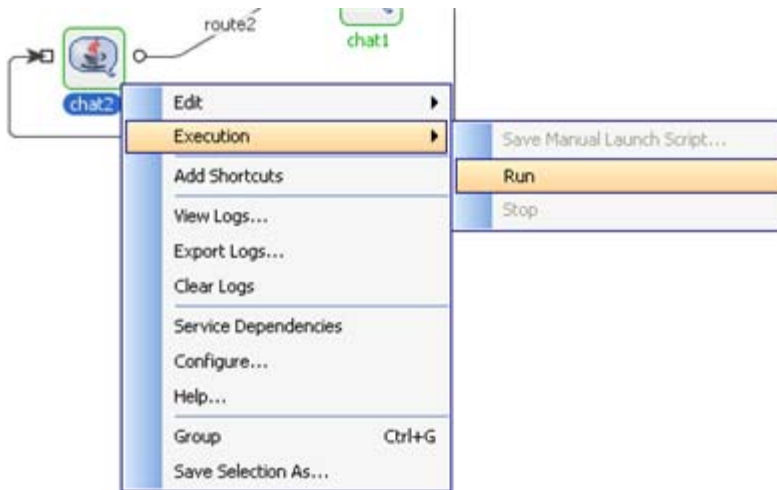 route2
chat1
chat2
Edit
Execution
Save Manual Launch Script...
Run
Add Shortcuts
Stop
View Logs...
Export Logs...
Clear Logs
Service Dependencies
Configure...
Help...
Group Ctrl+G
Save Selection As...